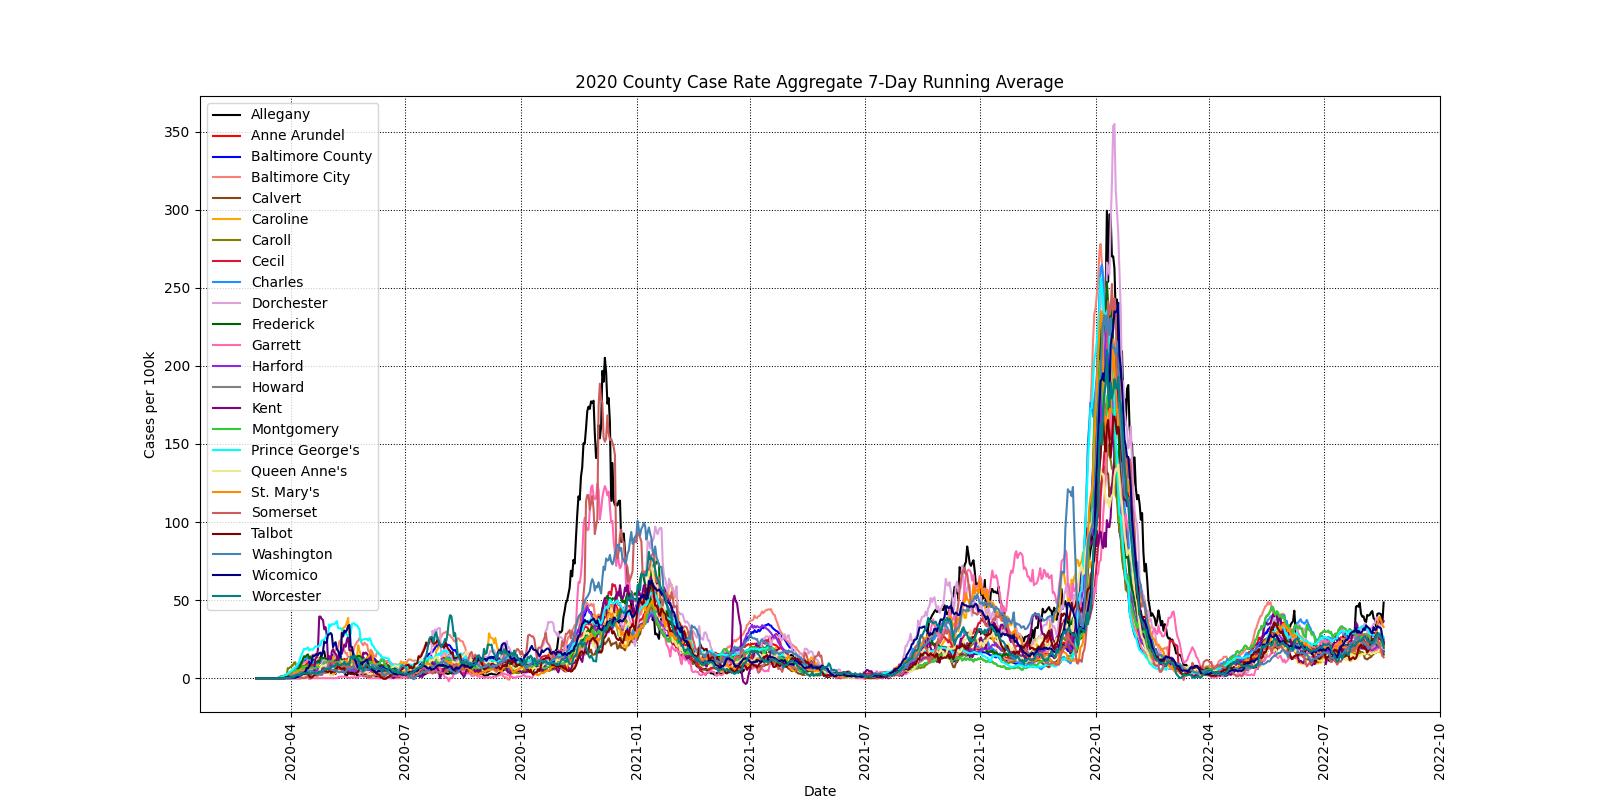 2020 County Case Rate Aggregate 7-Day Running Average
Allegany
Anne Arundel
Baltimore County
Baltimore City
Calvert
Caroline
Caroll
Cecil
Charles
Dorchester
Frederick
Garrett
Harford
Howard
Kent
Montgomery
Prince George's
Queen Anne's
St. Mary's
Somerset
Talbot
Washington
Wicomico
Worcester
Cases per 100k
350
300
250
200
150
100
50
0
2020-04
2020-07
2020-10
2021-01
2021-04
2021-07
2021-10
2022-01
2022-04
2022-07
2022-10
Date